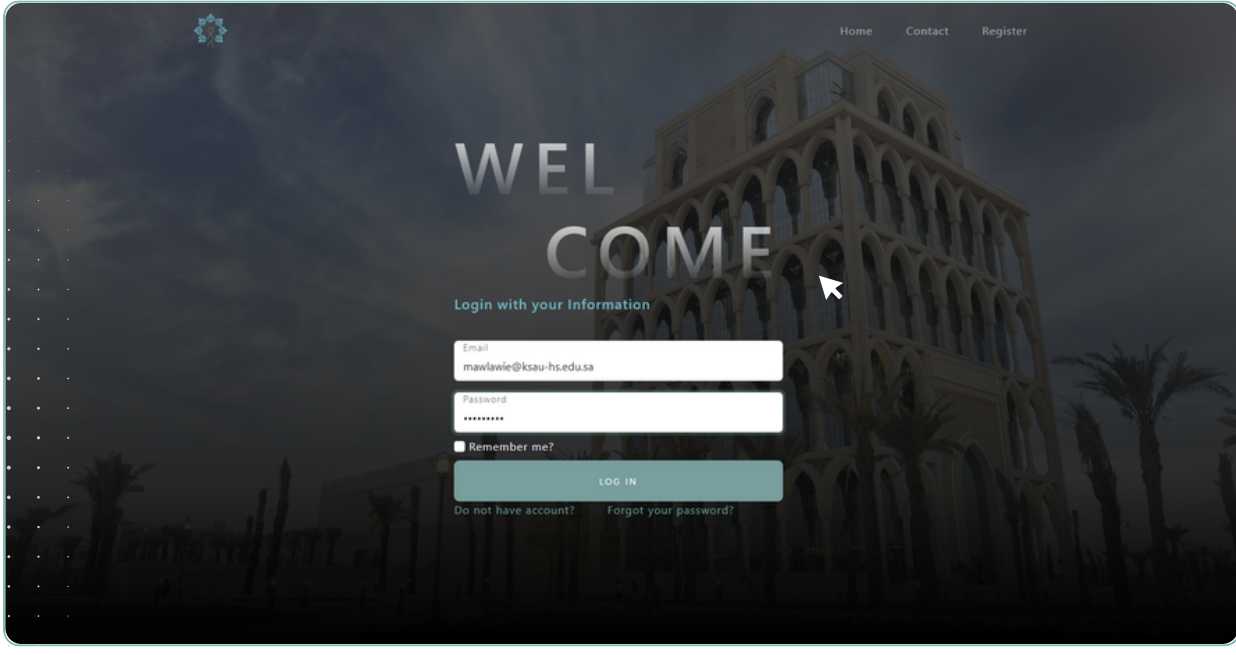 Home Contact Register
WEL
COME
Login with your Information
Email
mawlawie@ksau-hs.edu.sa
Password
•••••••••
Remember me?
LOG IN
Do not have account? Forgot your password?